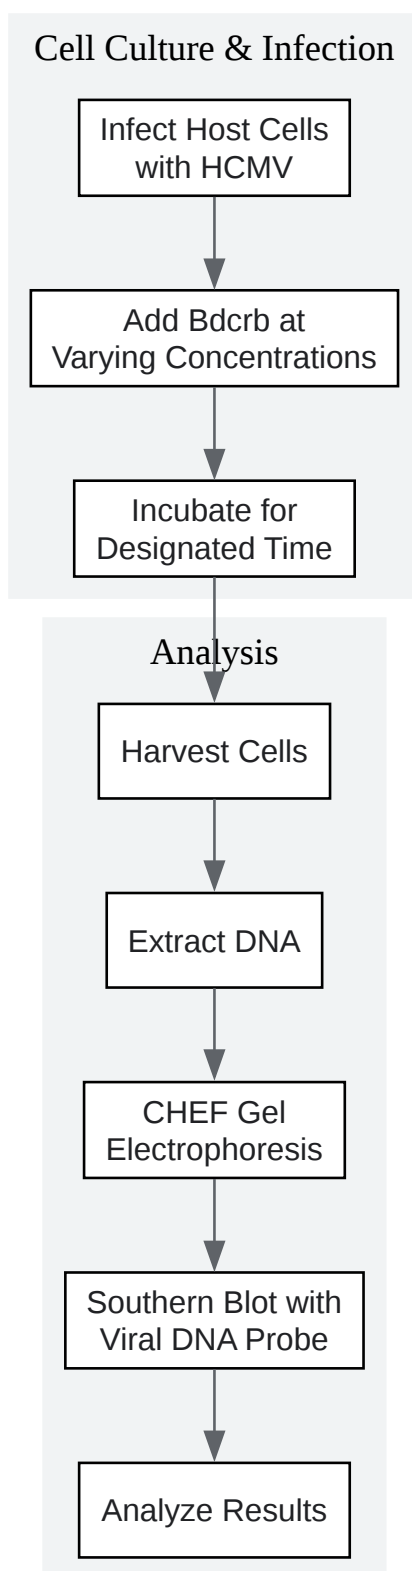 Cell Culture & Infection
Infect Host Cells
with HCMV
Add Bdcrb at
Varying Concentrations
Incubate for
Designated Time
Analysis
Harvest Cells
Extract DNA
CHEF Gel
Electrophoresis
Southern Blot with
Viral DNA Probe
Analyze Results